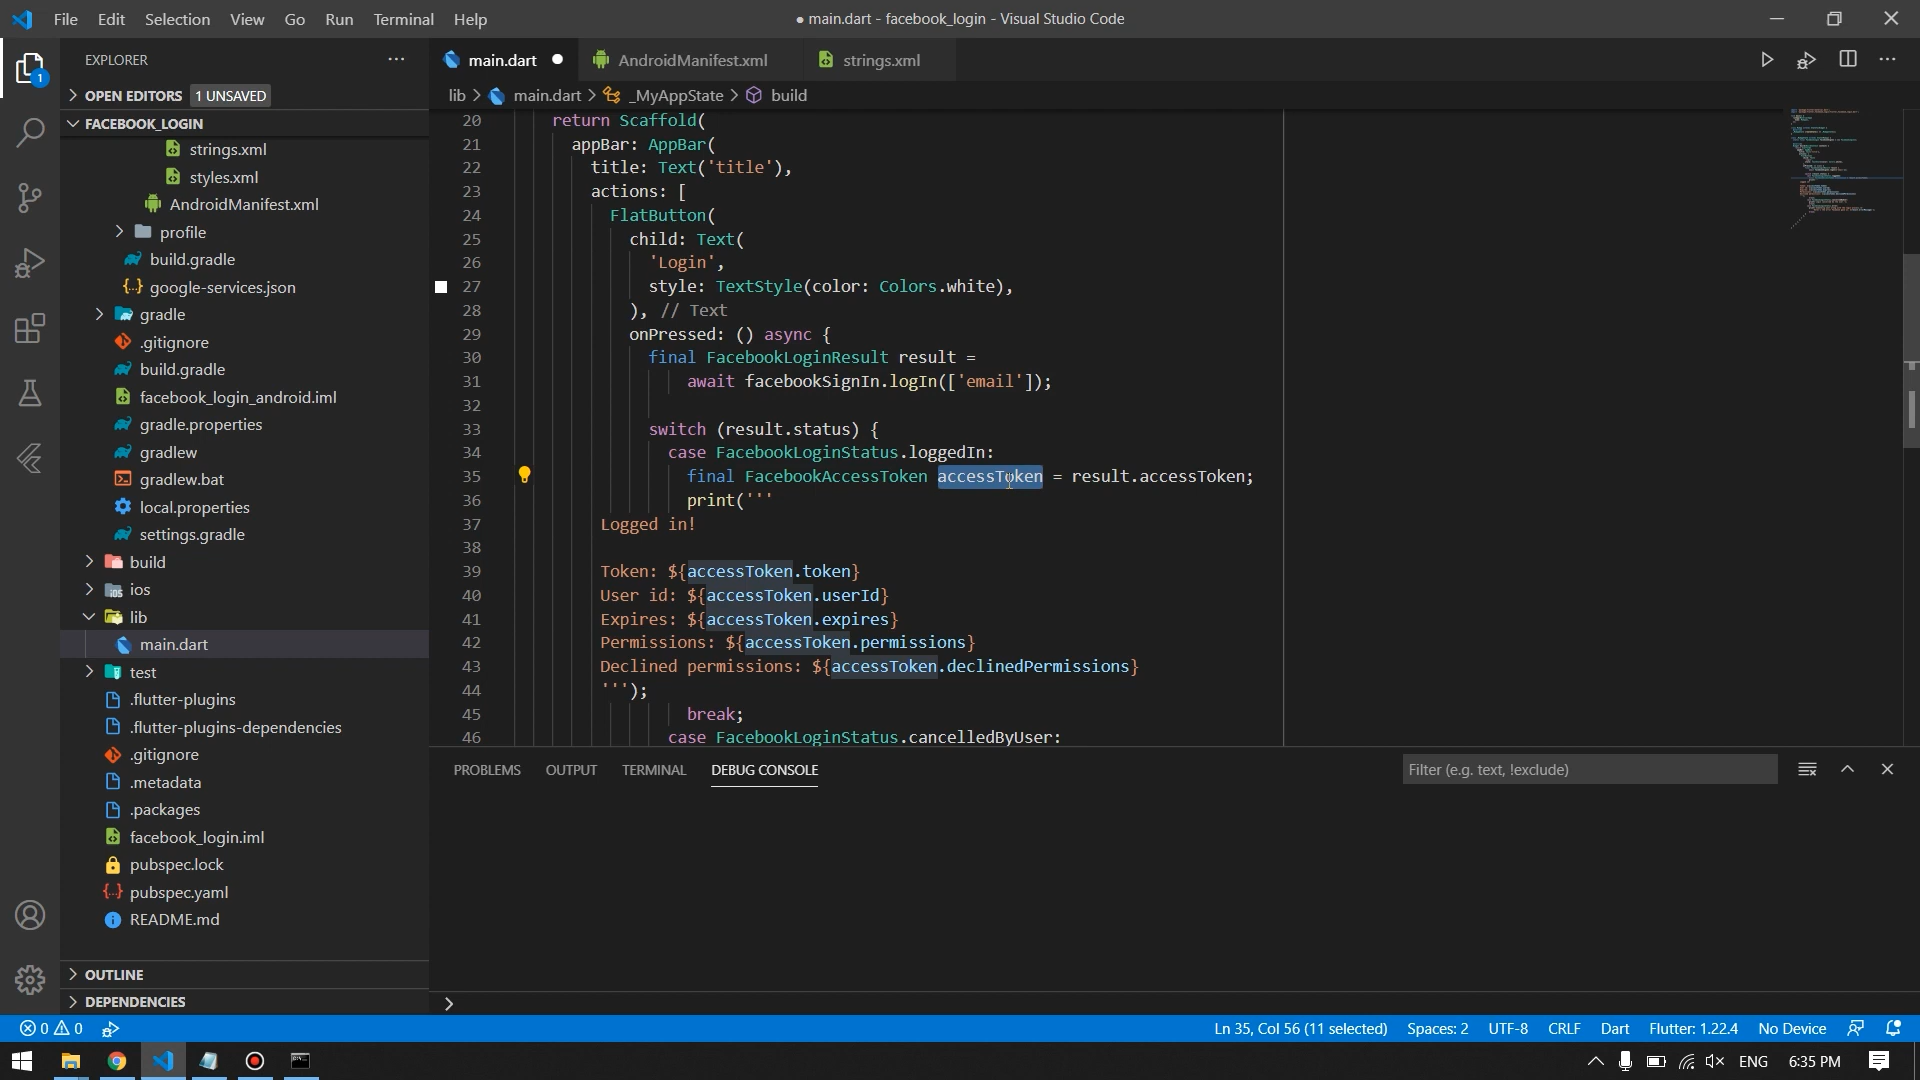 File Edit Selection View Go Run Terminal Help
● main.dart - facebook_login - Visual Studio Code
EXPLORER
main.dart
AndroidManifest.xml
strings.xml
1
OPEN EDITORS 1 UNSAVED
lib > main.dart > _MyAppState > build
FACEBOOK_LOGIN
strings.xml
styles.xml
AndroidManifest.xml
profile
build.gradle
google-services.json
gradle
.gitignore
build.gradle
facebook_login_android.iml
gradle.properties
gradlew
gradlew.bat
local.properties
settings.gradle
build
ios
lib
main.dart
test
.flutter-plugins
.flutter-plugins-dependencies
.gitignore
.metadata
.packages
facebook_login.iml
pubspec.lock
pubspec.yaml
README.md
OUTLINE
DEPENDENCIES
20 return Scaffold(
21 appBar: AppBar(
22 title: Text('title'),
23 actions: [
24 FlatButton(
25 child: Text(
26 'Login',
27 style: TextStyle(color: Colors.white),
28 ), // Text
29 onPressed: () async {
30 final FacebookLoginResult result =
31 await facebookSignIn.logIn(['email']);
32
33 switch (result.status) {
34 case FacebookLoginStatus.loggedIn:
35 final FacebookAccessToken accessToken = result.accessToken;
36 print('''
37 Logged in!
38
39 Token: ${accessToken.token}
40 User id: ${accessToken.userId}
41 Expires: ${accessToken.expires}
42 Permissions: ${accessToken.permissions}
43 Declined permissions: ${accessToken.declinedPermissions}
44 ''');
45 break;
46 case FacebookLoginStatus.cancelledByUser:
PROBLEMS OUTPUT TERMINAL DEBUG CONSOLE
Filter (e.g. text, !exclude)
0 0
Ln 35, Col 56 (11 selected) Spaces: 2 UTF-8 CRLF Dart Flutter: 1.22.4 No Device
ENG 6:35 PM